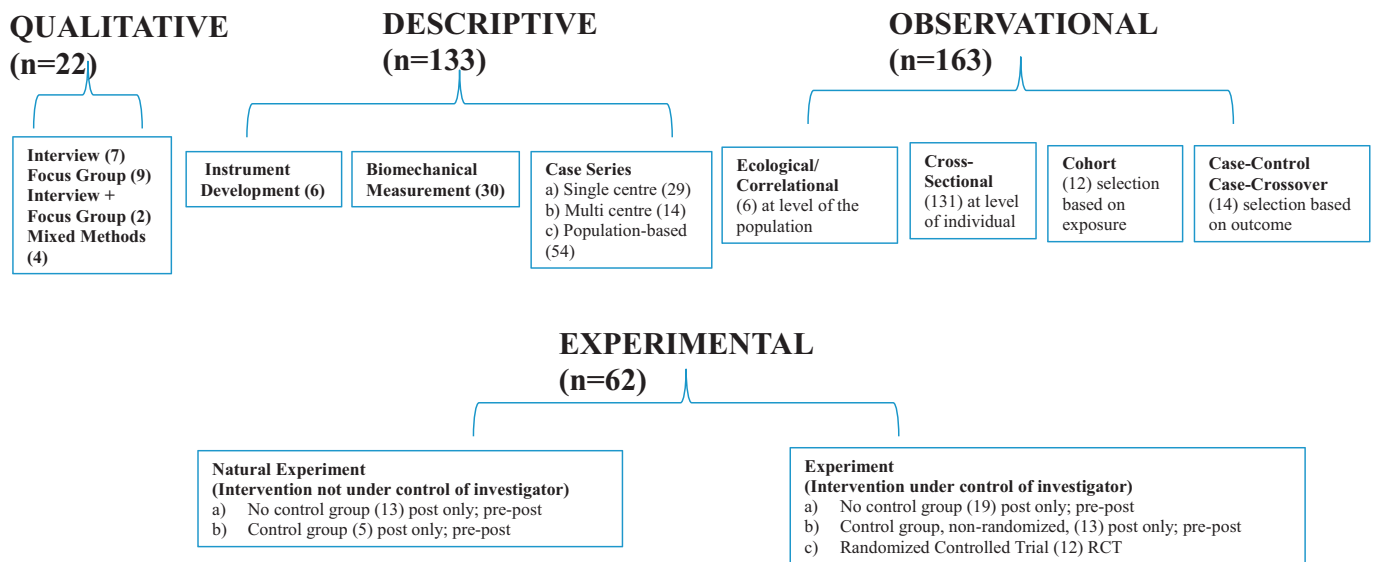 QUALITATIVE
(n=22)
Interview (7)
Focus Group (9)
Interview +
Focus Group (2)
Mixed Methods
(4)
DESCRIPTIVE
(n=133)
Instrument
Development (6)
Biomechanical
Measurement (30)
Case Series
a) Single centre (29)
b) Multi centre (14)
c) Population-based
(54)
OBSERVATIONAL
(n=163)
Ecological/
Correlational
(6) at level of the
population
Cross-
Sectional
(131) at level
of individual
Cohort
(12) selection
based on
exposure
Case-Control
Case-Crossover
(14) selection based
on outcome
EXPERIMENTAL
(n=62)
Natural Experiment
(Intervention not under control of investigator)
a) No control group (13) post only; pre-post
b) Control group (5) post only; pre-post
Experiment
(Intervention under control of investigator)
a) No control group (19) post only; pre-post
b) Control group, non-randomized, (13) post only; pre-post
c) Randomized Controlled Trial (12) RCT